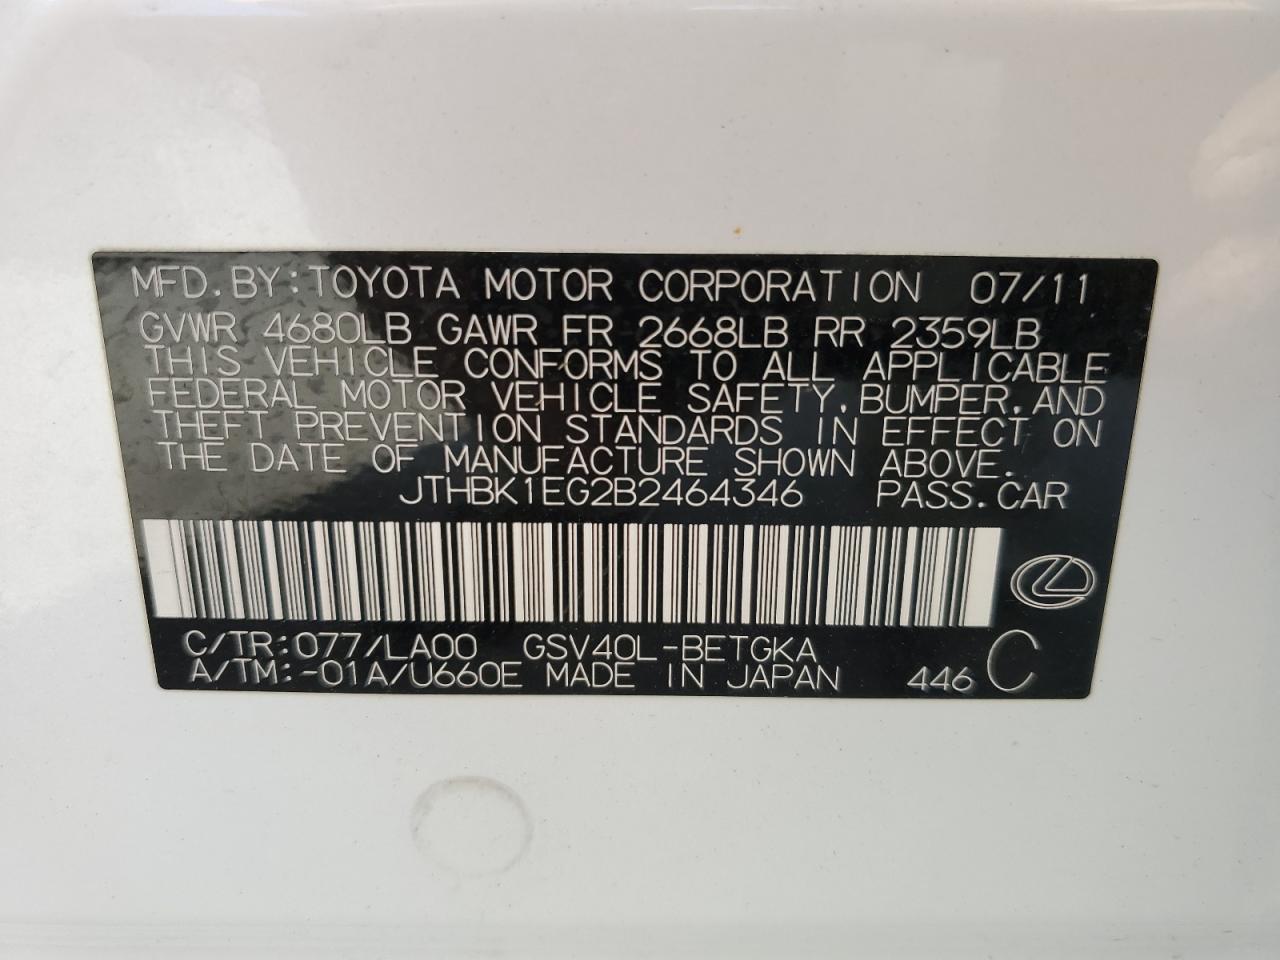 MFD.BY:TOYOTA MOTOR CORPORATION 07/11
GVWR 4680LB GAWR FR 2668LB RR 2359LB
THIS VEHICLE CONFORMS TO ALL APPLICABLE
FEDERAL MOTOR VEHICLE SAFETY,BUMPER,AND
THEFT PREVENTION STANDARDS IN EFFECT ON
THE DATE OF MANUFACTURE SHOWN ABOVE.
JTHBK1EG2B2464346 PASS.CAR
C/TR:077/LA00 GSV40L-BETGKA
A/TM:-01A/U660E MADE IN JAPAN 446 C